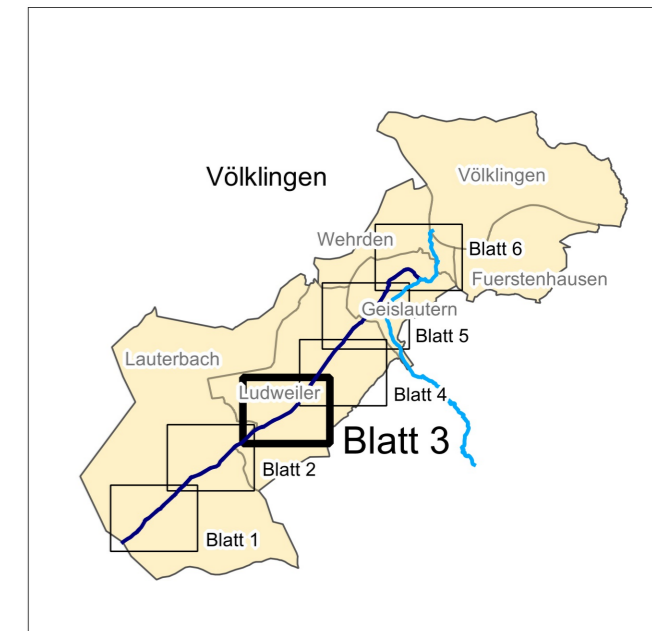 Völklingen
Völklingen
Wehrden
Blatt 6
Fuerstenhausen
Geislautern
Blatt 5
Lauterbach
Ludweiler
Blatt 4
Blatt 3
Blatt 2
Blatt 1